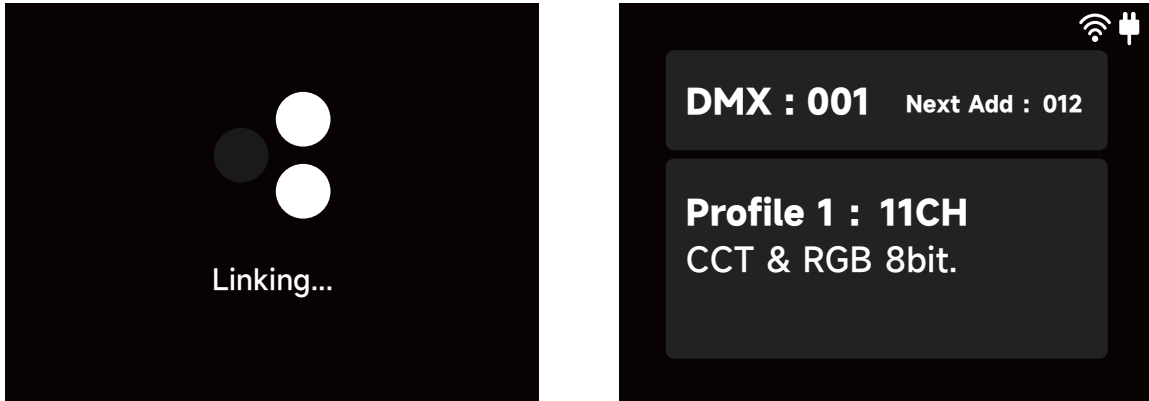 Linking...
DMX : 001 Next Add : 012
Profile 1 : 11CH
CCT & RGB 8bit.